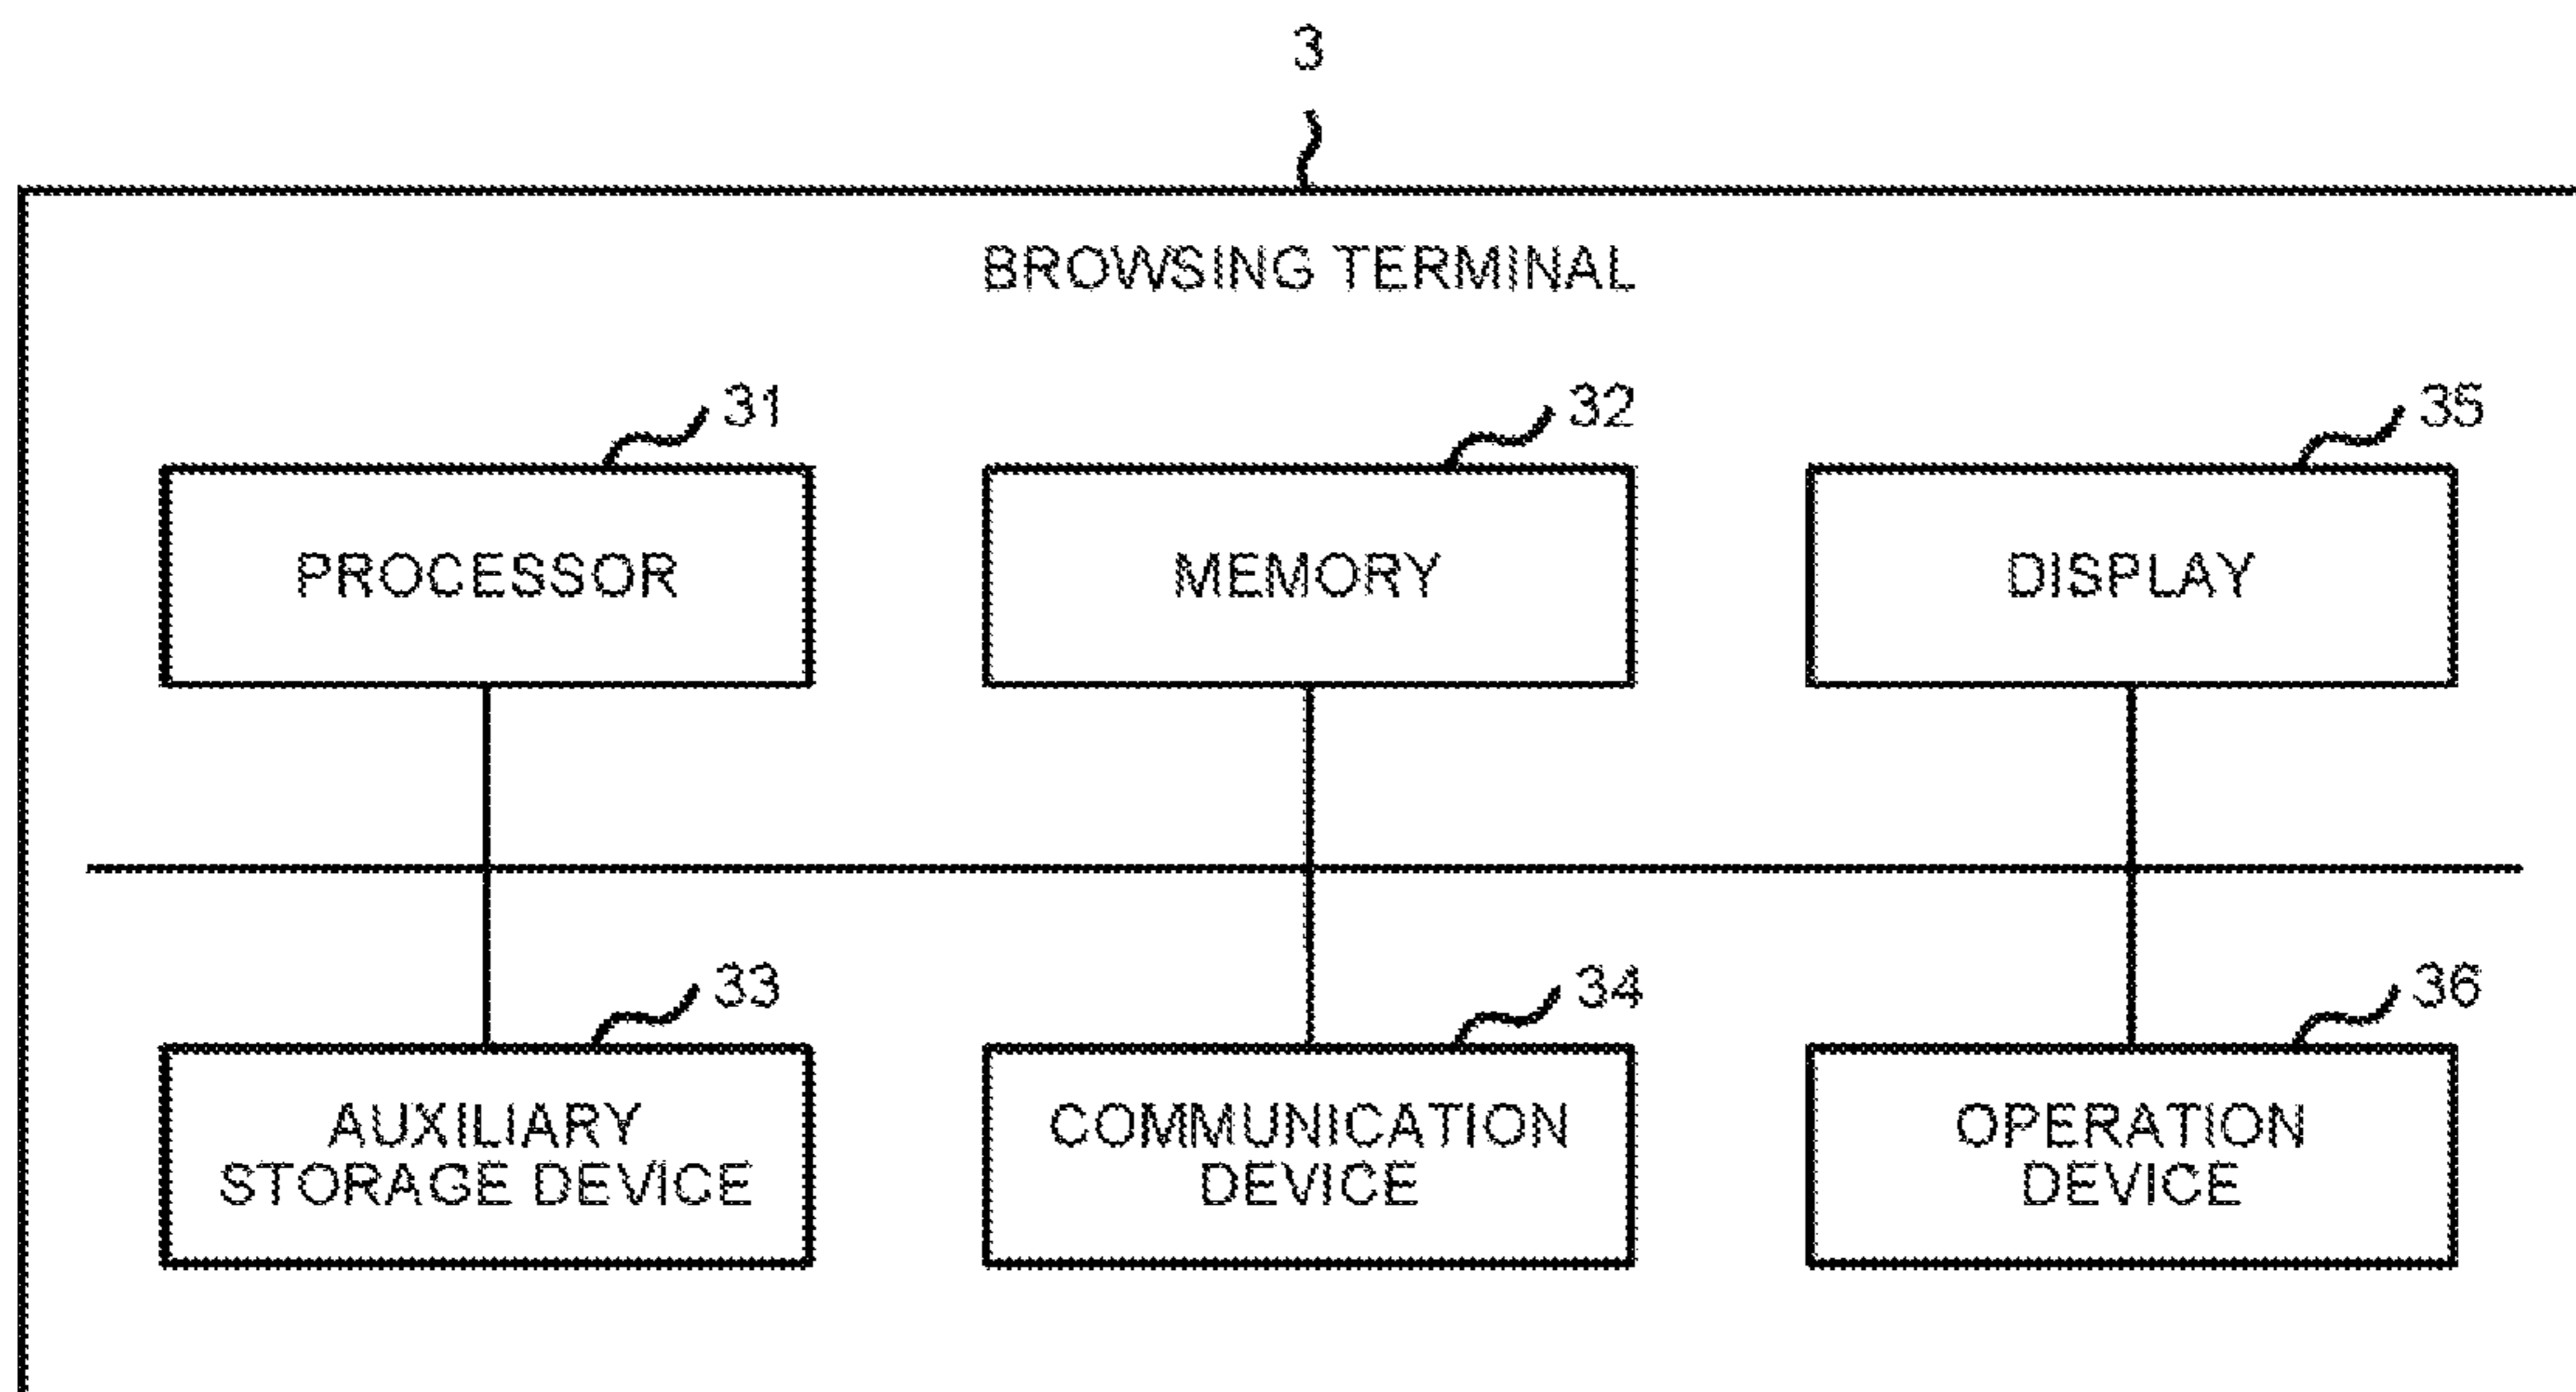 3
BROWSING TERMINAL
31
32
35
PROCESSOR
MEMORY
DISPLAY
33
34
36
AUXILIARY
STORAGE DEVICE
COMMUNICATION
DEVICE
OPERATION
DEVICE